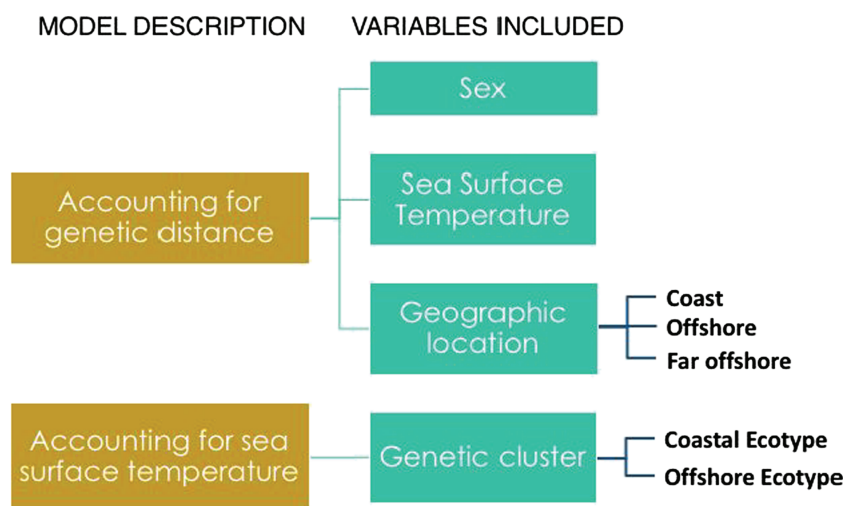 MODEL DESCRIPTION VARIABLES INCLUDED
Sex
Accounting for
genetic distance
Sea Surface
Temperature
Geographic
location
Coast
Offshore
Far offshore
Accounting for sea
surface temperature
Genetic cluster
Coastal Ecotype
Offshore Ecotype